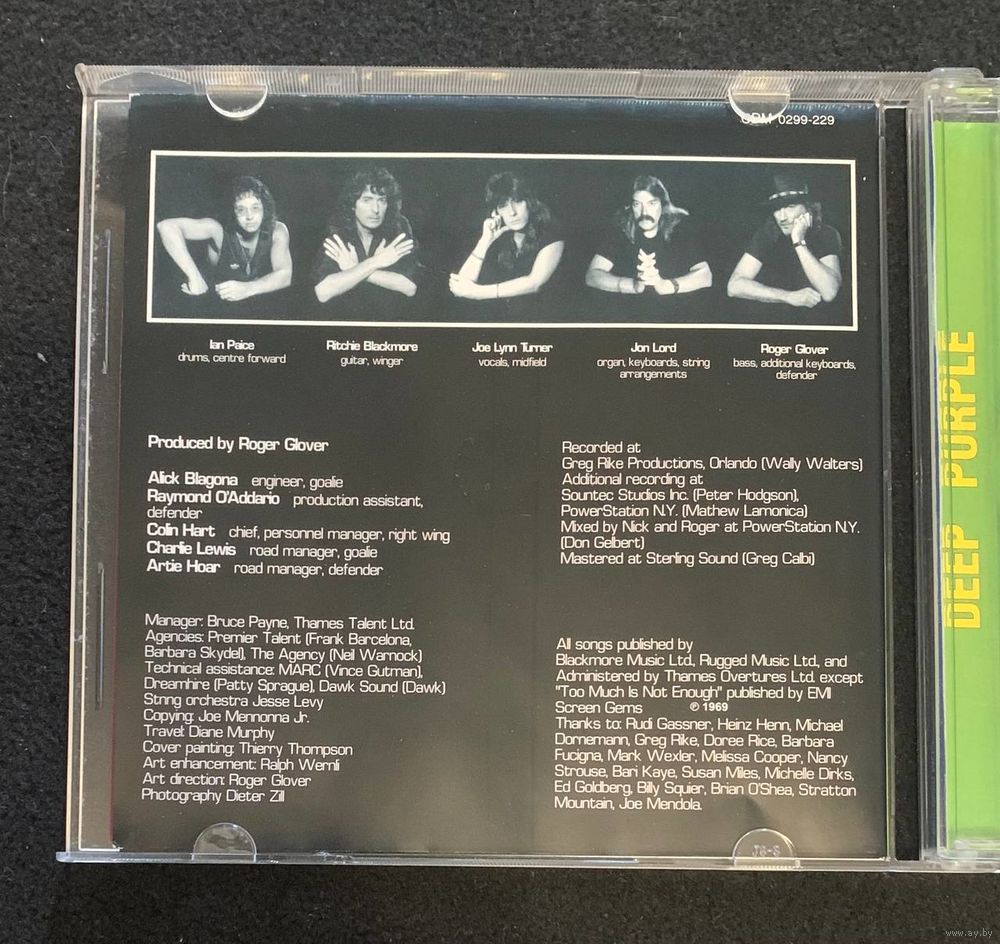 CDM 0299-229
Ian Paice
drums, centre forward
Ritchie Blackmore
guitar, winger
Joe Lynn Turner
vocals, midfield
Jon Lord
organ, keyboards, string
arrangements
Roger Glover
bass, additional keyboards,
defender
Produced by Roger Glover
Alick Blagona engineer, goalie
Raymond O'Addario production assistant,
defender
Colin Hart chief, personnel manager, right wing
Charlie Lewis road manager, goalie
Artie Hoar road manager, defender
Manager: Bruce Payne, Thames Talent Ltd.
Agencies: Premier Talent (Frank Barcelona,
Barbara Skydel), The Agency (Neil Warnock)
Technical assistance: MARC (Vince Gutman),
Dreamhire (Patty Sprague), Dawk Sound (Dawk)
String orchestra Jesse Levy
Copying: Joe Mennonna Jr.
Travel: Diane Murphy
Cover painting: Thierry Thompson
Art enhancement: Ralph Wernli
Art direction: Roger Glover
Photography Dieter Zill
Recorded at
Greg Rike Productions, Orlando (Wally Walters)
Additional recording at
Sountec Studios Inc. (Peter Hodgson),
PowerStation N.Y. (Mathew Lamonica)
Mixed by Nick and Roger at PowerStation N.Y.
(Don Gelbert)
Mastered at Sterling Sound (Greg Calbi)
All songs published by
Blackmore Music Ltd., Rugged Music Ltd., and
Administered by Thames Overtures Ltd. except
"Too Much Is Not Enough" published by EMI
Screen Gems ℗ 1969
Thanks to: Rudi Gassner, Heinz Henn, Michael
Dornemann, Greg Rike, Doree Rice, Barbara
Fucigna, Mark Wexler, Melissa Cooper, Nancy
Strouse, Bari Kaye, Susan Miles, Michelle Dirks,
Ed Goldberg, Billy Squier, Brian O'Shea, Stratton
Mountain, Joe Mendola.
DEEP PURPLE
J6-S
www.ay.by